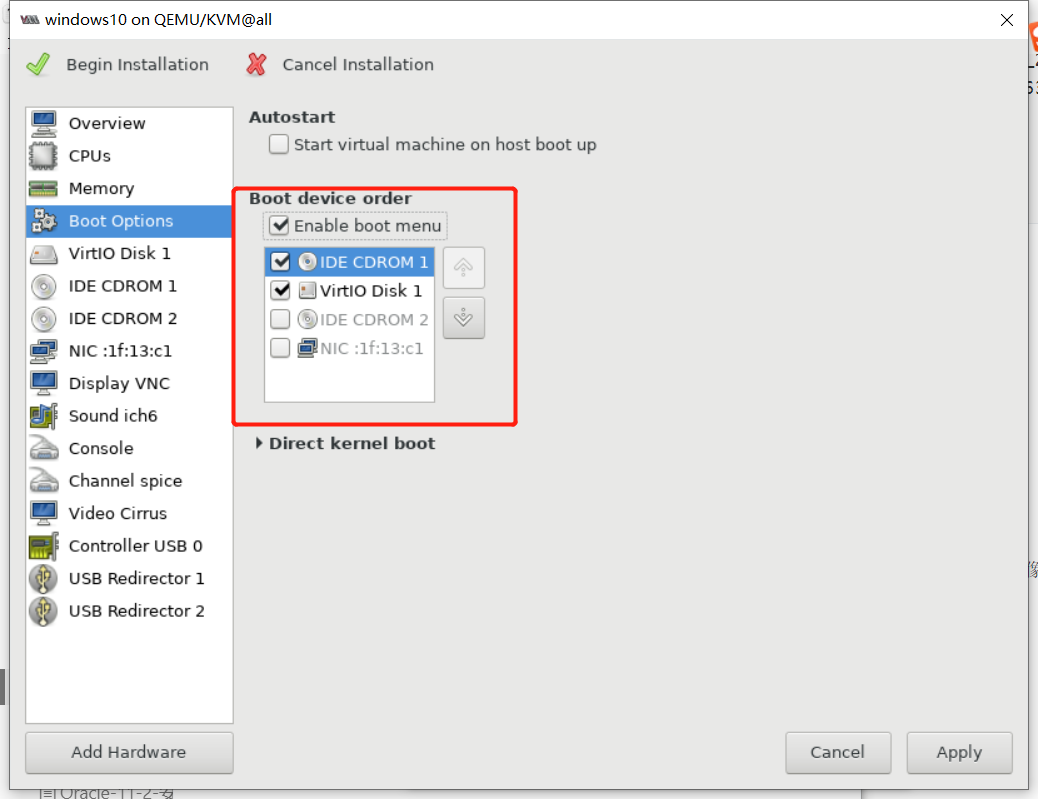 windows10 on QEMU/KVM@all
Begin Installation
Cancel Installation
Overview
CPUs
Memory
Boot Options
VirtIO Disk 1
IDE CDROM 1
IDE CDROM 2
NIC :1f:13:c1
Display VNC
Sound ich6
Console
Channel spice
Video Cirrus
Controller USB 0
USB Redirector 1
USB Redirector 2
Add Hardware
Autostart
Start virtual machine on host boot up
Boot device order
Enable boot menu
IDE CDROM 1
VirtIO Disk 1
IDE CDROM 2
NIC :1f:13:c1
Direct kernel boot
Cancel
Apply